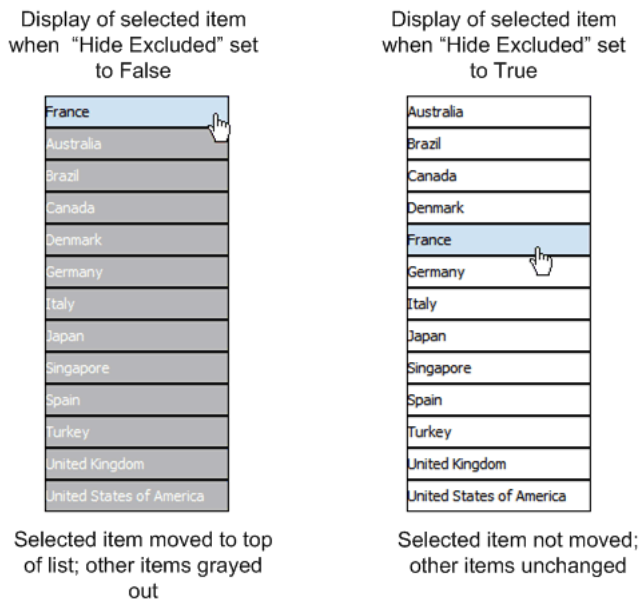 Display of selected item
when “Hide Excluded” set
to False
France
Australia
Brazil
Canada
Denmark
Germany
Italy
Japan
Singapore
Spain
Turkey
United Kingdom
United States of America
Selected item moved to top
of list; other items grayed
out
Display of selected item
when “Hide Excluded” set
to True
Australia
Brazil
Canada
Denmark
France
Germany
Italy
Japan
Singapore
Spain
Turkey
United Kingdom
United States of America
Selected item not moved;
other items unchanged